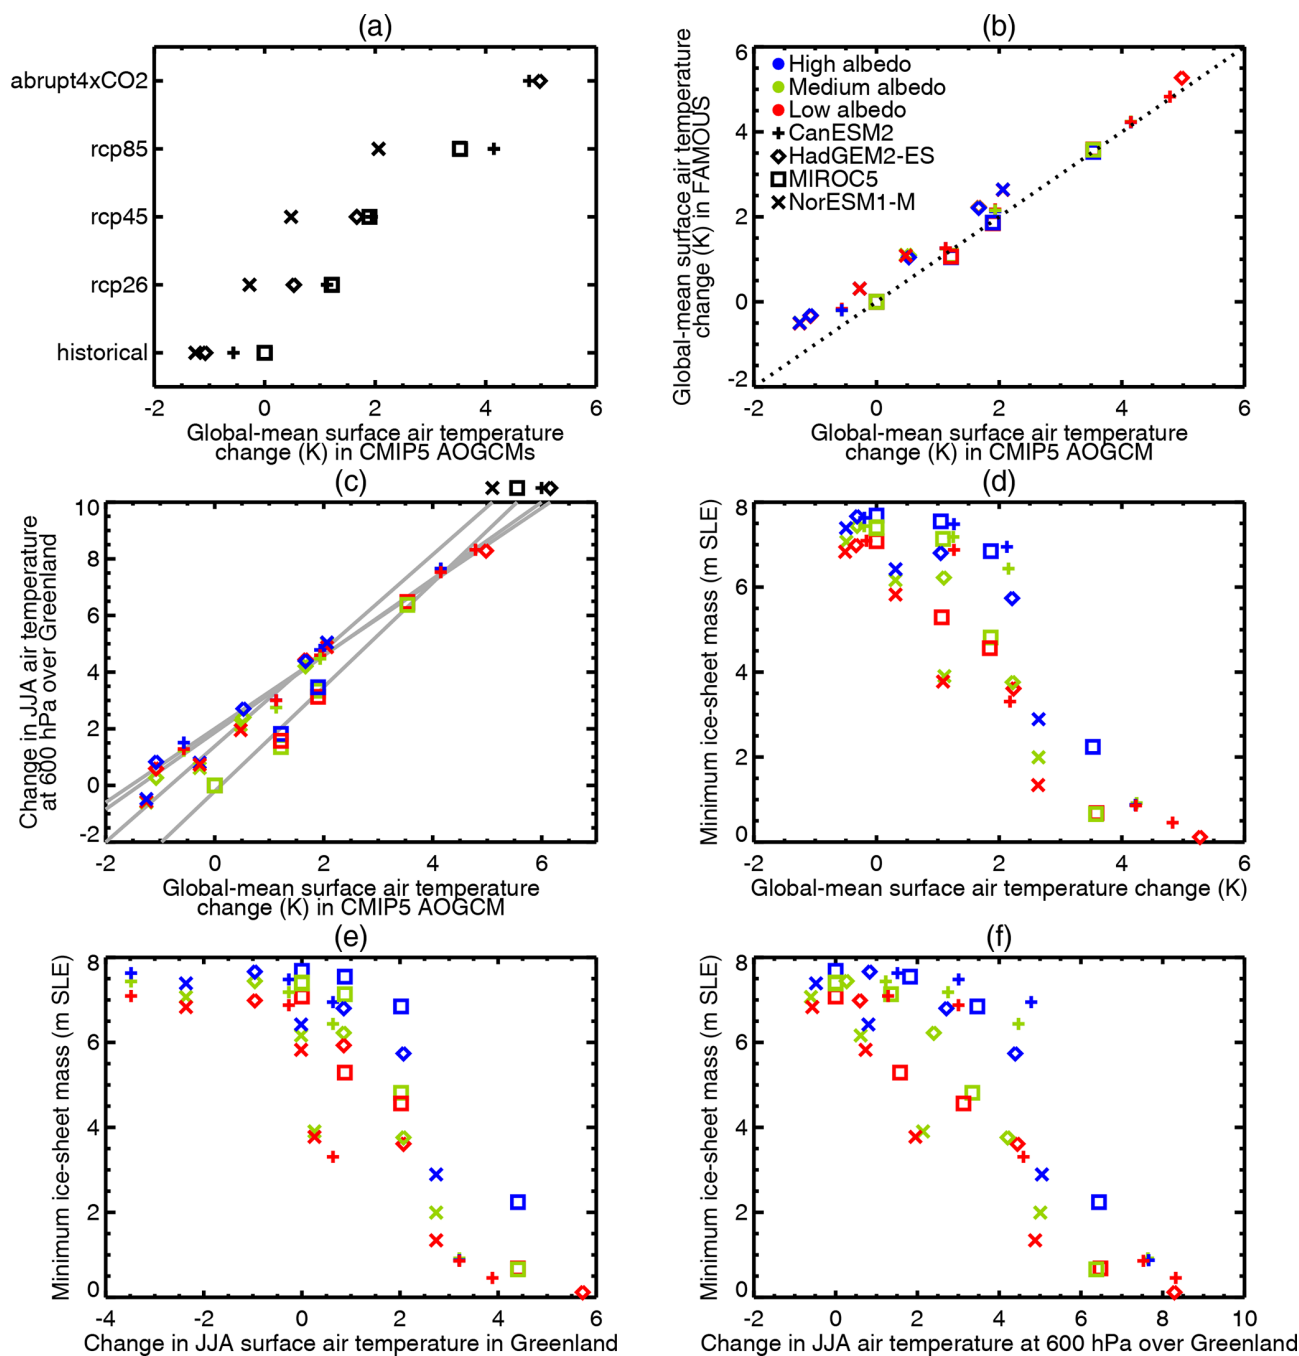 (a)
abrupt4xCO2
rcp85
rcp45
rcp26
historical
-2 0 2 4 6
Global-mean surface air temperature
change (K) in CMIP5 AOGCMs
(b)
Global-mean surface air temperature
change (K) in FAMOUS
6
4
2
0
-2
High albedo
Medium albedo
Low albedo
CanESM2
HadGEM2-ES
MIROC5
NorESM1-M
-2 0 2 4 6
Global-mean surface air temperature
change (K) in CMIP5 AOGCM
(c)
Change in JJA air temperature
at 600 hPa over Greenland
10
8
6
4
2
0
-2
-2 0 2 4 6
Global-mean surface air temperature
change (K) in CMIP5 AOGCM
(d)
Minimum ice-sheet mass (m SLE)
8
6
4
2
0
-2 0 2 4 6
Global-mean surface air temperature change (K)
(e)
Minimum ice-sheet mass (m SLE)
8
6
4
2
0
-4 -2 0 2 4 6
Change in JJA surface air temperature in Greenland
(f)
Minimum ice-sheet mass (m SLE)
8
6
4
2
0
-2 0 2 4 6 8 10
Change in JJA air temperature at 600 hPa over Greenland